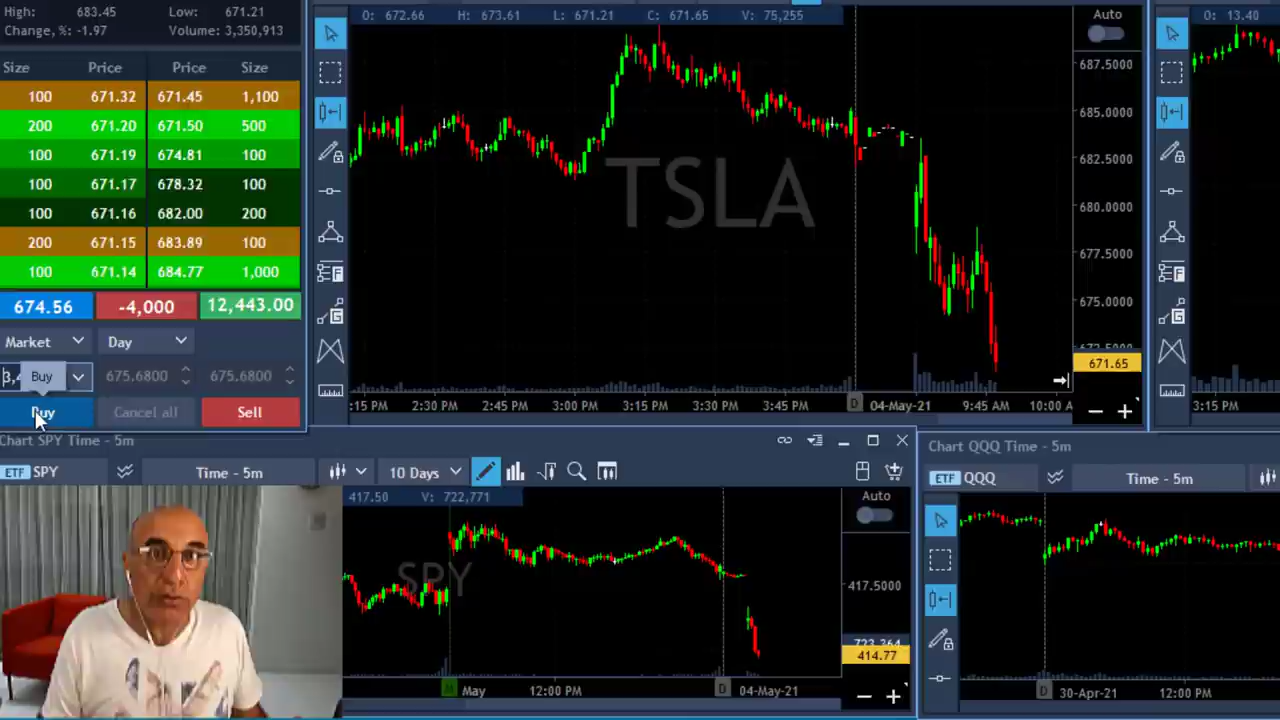 High: 683.45 Low: 671.21
Change, %: -1.97 Volume: 3,350,913
Size Price Price Size
100 671.32 671.45 1,100
200 671.20 671.50 500
100 671.19 674.81 100
100 671.17 678.32 100
100 671.16 682.00 200
200 671.15 683.89 100
100 671.14 684.77 1,000
674.56 -4,000 12,443.00
Market Day
Buy 675.6800 675.6800
Buy Cancel all Sell
O: 672.66 H: 673.61 L: 671.21 C: 671.65 V: 75,255
Auto
TSLA
687.5000
685.0000
682.5000
680.0000
677.5000
675.0000
671.65
:15 PM 2:30 PM 2:45 PM 3:00 PM 3:15 PM 3:30 PM 3:45 PM D 04-May-21 9:45 AM 10:00 A
O: 13.40
3:15 PM
Chart SPY Time - 5m
ETF SPY Time - 5m 10 Days
417.50 V: 722,771
Auto
SPY
417.5000
414.77
May 12:00 PM D 04-May-21
Chart QQQ Time - 5m
ETF QQQ Time - 5m
D 30-Apr-21 12:00 PM